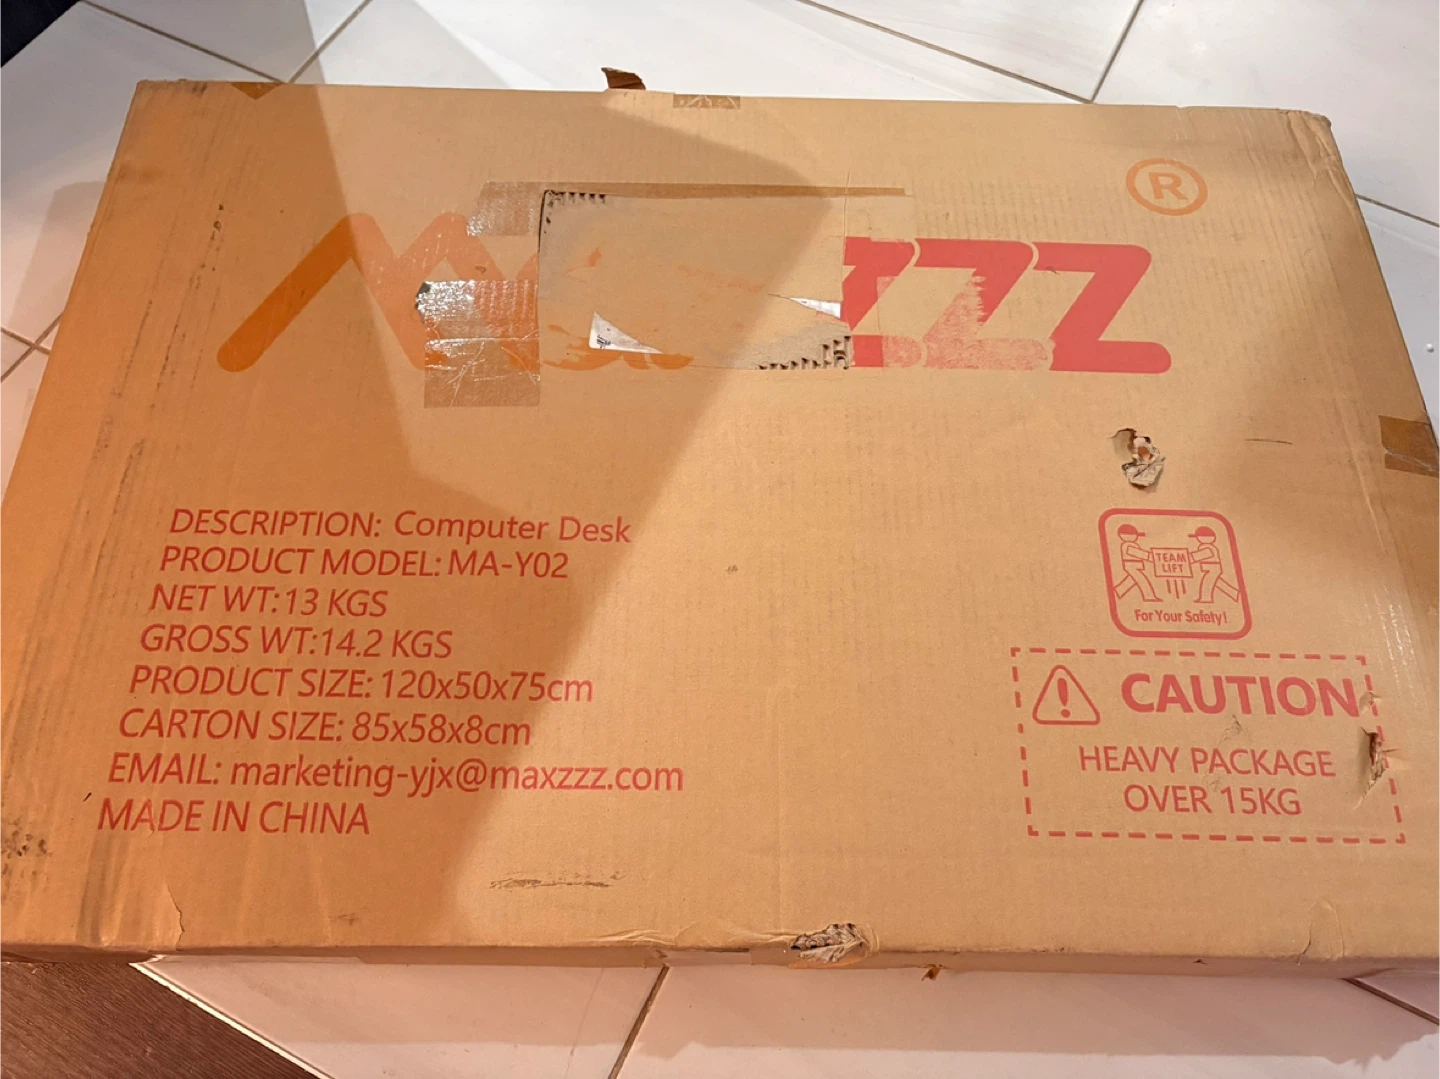 ®
DESCRIPTION: Computer Desk
PRODUCT MODEL: MA-Y02
NET WT:13 KGS
GROSS WT:14.2 KGS
PRODUCT SIZE: 120x50x75cm
CARTON SIZE: 85x58x8cm
EMAIL: marketing-yjx@maxzzz.com
MADE IN CHINA
TEAM
LIFT
For Your Safety!
CAUTION
HEAVY PACKAGE
OVER 15KG